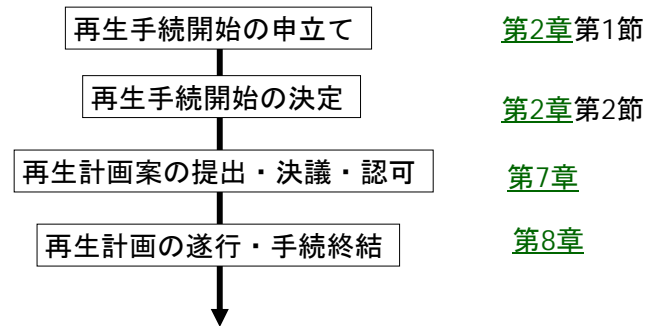 再生手続開始の申立て 第2章第1節
再生手続開始の決定 第2章第2節
再生計画案の提出・決議・認可 第7章
再生計画の遂行・手続終結 第8章